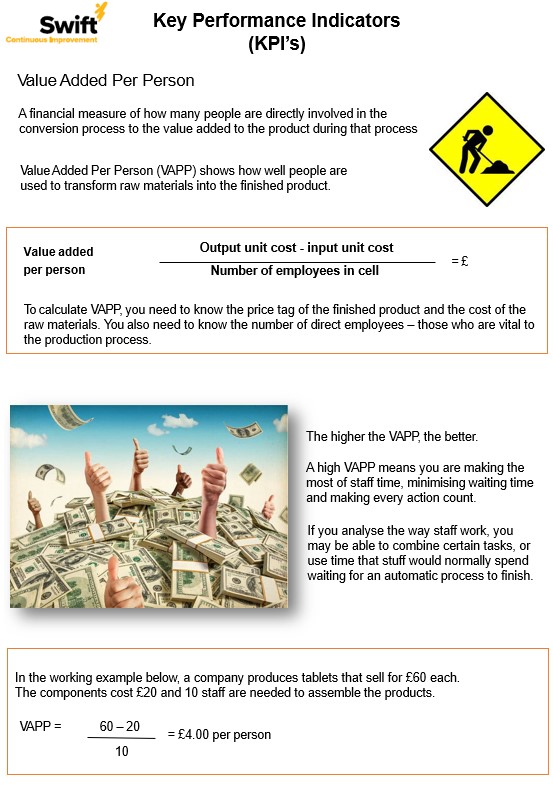 Swift
Continuous Improvement
Key Performance Indicators
(KPI's)
Value Added Per Person
A financial measure of how many people are directly involved in the
conversion process to the value added to the product during that process
Value Added Per Person (VAPP) shows how well people are
used to transform raw materials into the finished product.
Value added
per person
Output unit cost - input unit cost
Number of employees in cell
= £
To calculate VAPP, you need to know the price tag of the finished product and the cost of the
raw materials. You also need to know the number of direct employees – those who are vital to
the production process.
The higher the VAPP, the better.
A high VAPP means you are making the
most of staff time, minimising waiting time
and making every action count.
If you analyse the way staff work, you
may be able to combine certain tasks, or
use time that stuff would normally spend
waiting for an automatic process to finish.
In the working example below, a company produces tablets that sell for £60 each.
The components cost £20 and 10 staff are needed to assemble the products.
VAPP =
60 – 20
10
= £4.00 per person